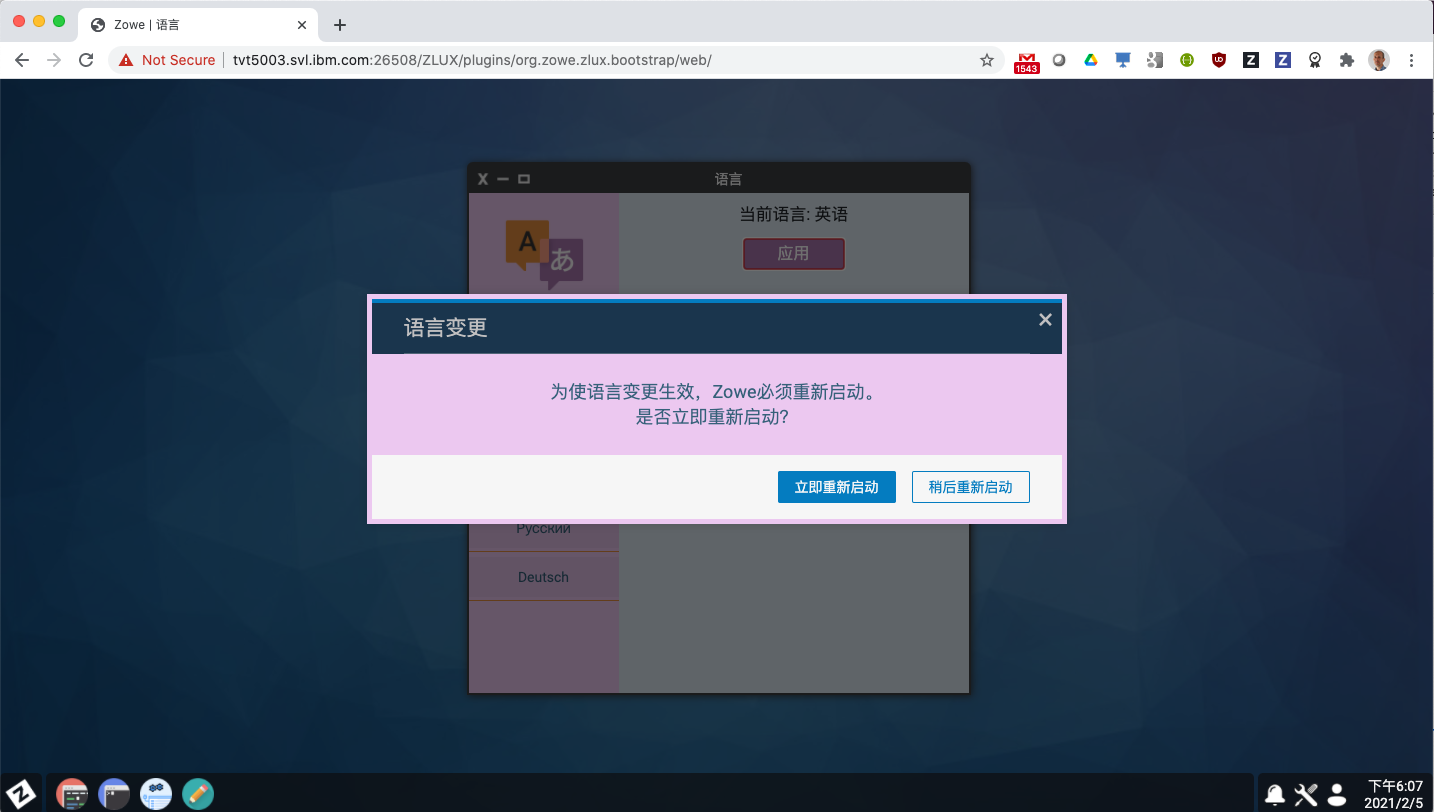 Zowe | 语言
Not Secure
tvt5003.svl.ibm.com:26508/ZLUX/plugins/org.zowe.zlux.bootstrap/web/
1543
语言
A
あ
当前语言: 英语
应用
语言变更
为使语言变更生效，Zowe必须重新启动。
是否立即重新启动?
立即重新启动
稍后重新启动
Русский
Deutsch
下午6:07
2021/2/5